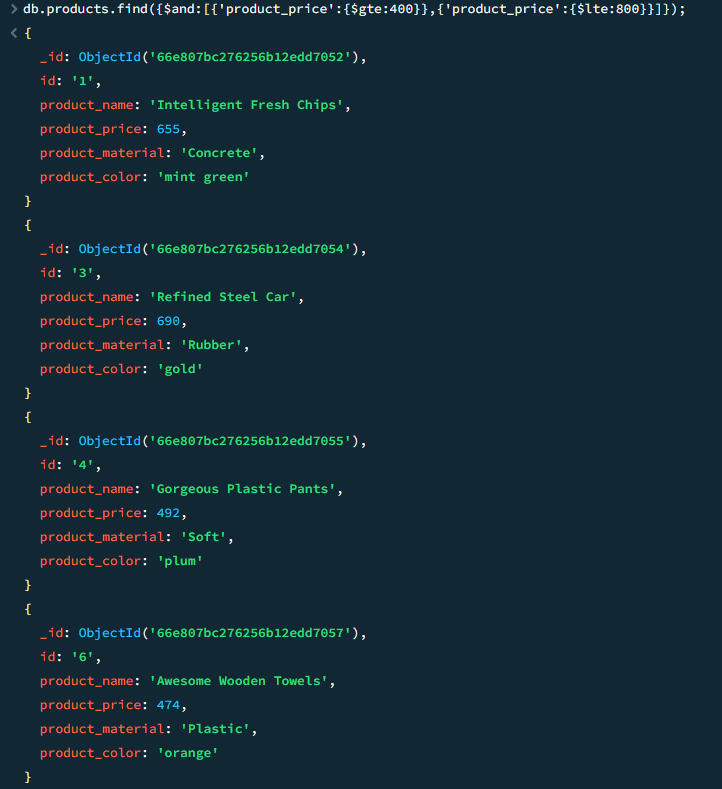 db.products.find({$and:[{'product_price':{$gte:400}},{'product_price':{$lte:800}}]});
{
_id: ObjectId('66e807bc276256b12edd7052'),
id: '1',
product_name: 'Intelligent Fresh Chips',
product_price: 655,
product_material: 'Concrete',
product_color: 'mint green'
}
{
_id: ObjectId('66e807bc276256b12edd7054'),
id: '3',
product_name: 'Refined Steel Car',
product_price: 690,
product_material: 'Rubber',
product_color: 'gold'
}
{
_id: ObjectId('66e807bc276256b12edd7055'),
id: '4',
product_name: 'Gorgeous Plastic Pants',
product_price: 492,
product_material: 'Soft',
product_color: 'plum'
}
{
_id: ObjectId('66e807bc276256b12edd7057'),
id: '6',
product_name: 'Awesome Wooden Towels',
product_price: 474,
product_material: 'Plastic',
product_color: 'orange'
}